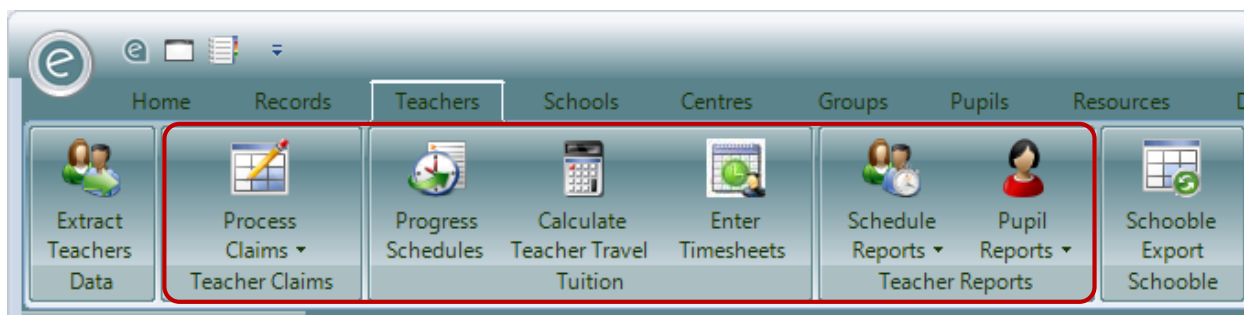 e
e
Home Records Teachers Schools Centres Groups Pupils Resources
Extract Process Progress Calculate Enter Schedule Pupil Schooble
Teachers Claims Schedules Teacher Travel Timesheets Reports Reports Export
Data Teacher Claims Tuition Teacher Reports Schooble